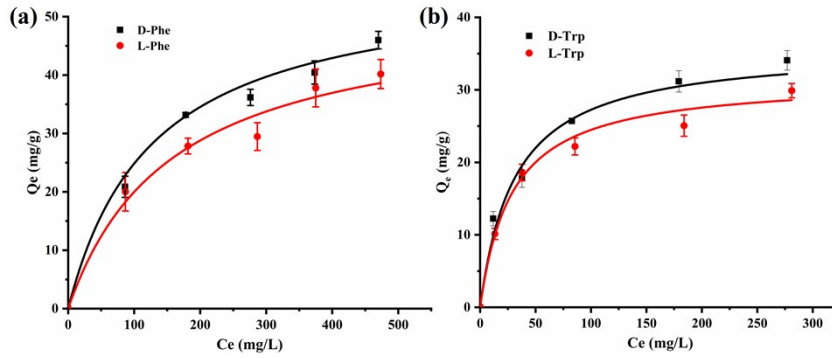 (a)
D-Phe
L-Phe
Qe (mg/g)
50
40
30
20
10
0
0 100 200 300 400 500
Ce (mg/L)
(b)
D-Trp
L-Trp
Qe (mg/g)
40
30
20
10
0
0 50 100 150 200 250 300
Ce (mg/L)